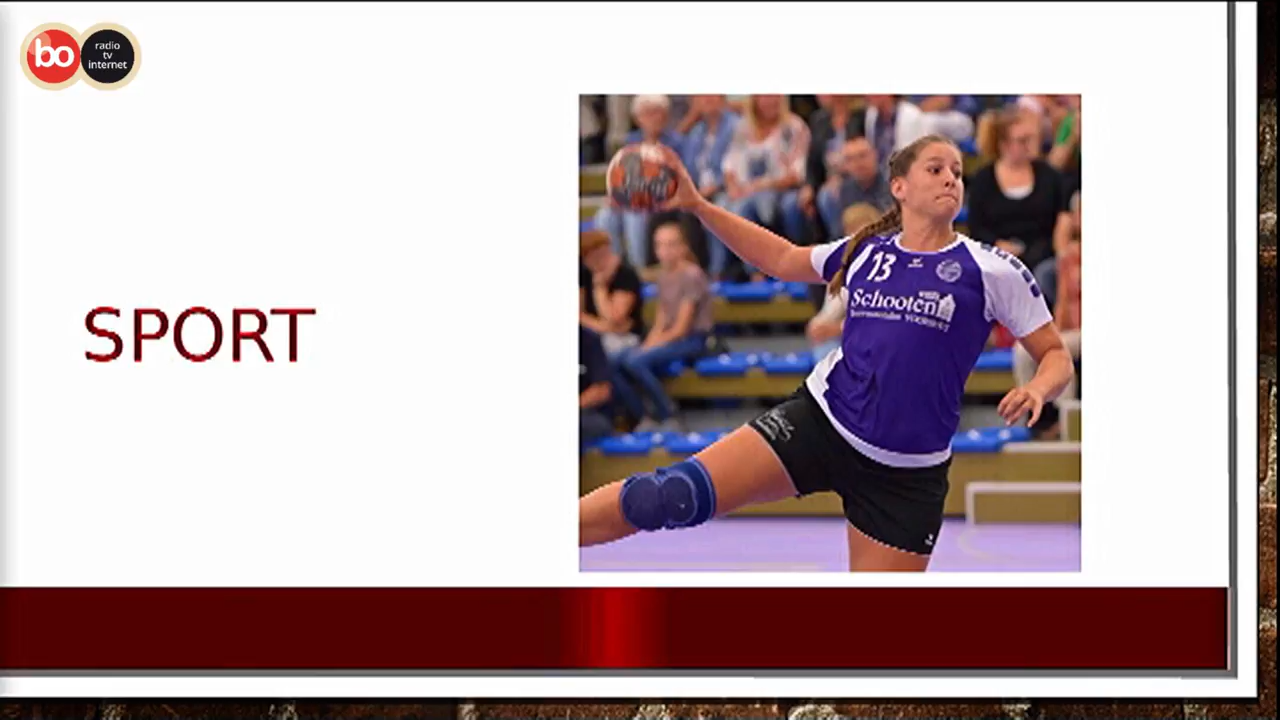 bo
radio
tv
internet
SPORT
13
Schooten